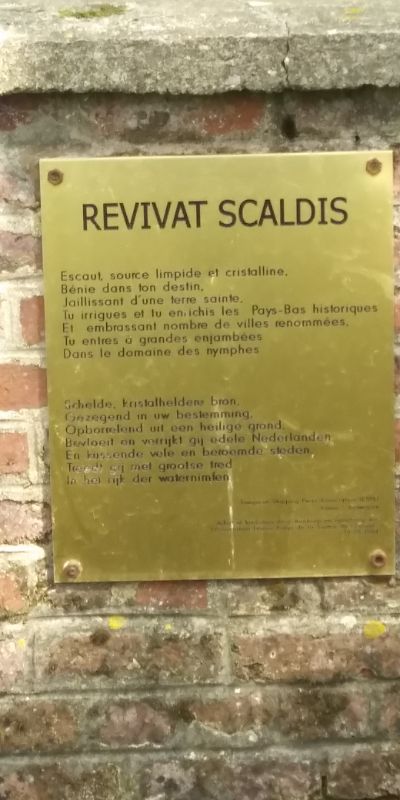 REVIVAT SCALDIS
Escaut, source limpide et cristalline,
Bénie dans ton destin,
Jaillissant d'une terre sainte,
Tu irrigues et tu enrichis les Pays-Bas historiques
Et embrassant nombre de villes renommées,
Tu entres à grandes enjambées
Dans le domaine des nymphes
Schelde, kristalheldere bron,
Gezegend in uw bestemming,
Opborrelend uit een heilige grond,
Bevloeit en verrijkt gij edele Nederlanden
En kussende vele en beroemde steden,
Treedt gij met grootse tred
In het rijk der waternimfen